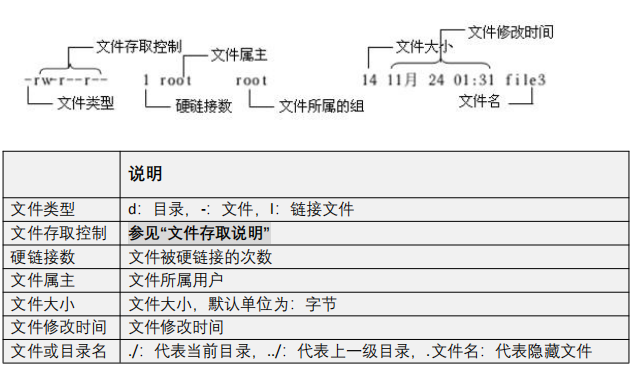 文件修改时间
文件存取控制 文件属主 文件大小
-rw-r--r-- 1 root root 14 11月 24 01:31 file3
文件类型 硬链接数 文件所属的组 文件名
说明
文件类型 d：目录，-：文件，l：链接文件
文件存取控制 参见“文件存取说明”
硬链接数 文件被硬链接的次数
文件属主 文件所属用户
文件大小 文件大小，默认单位为：字节
文件修改时间 文件修改时间
文件或目录名 ./：代表当前目录，../：代表上一级目录，.文件名：代表隐藏文件